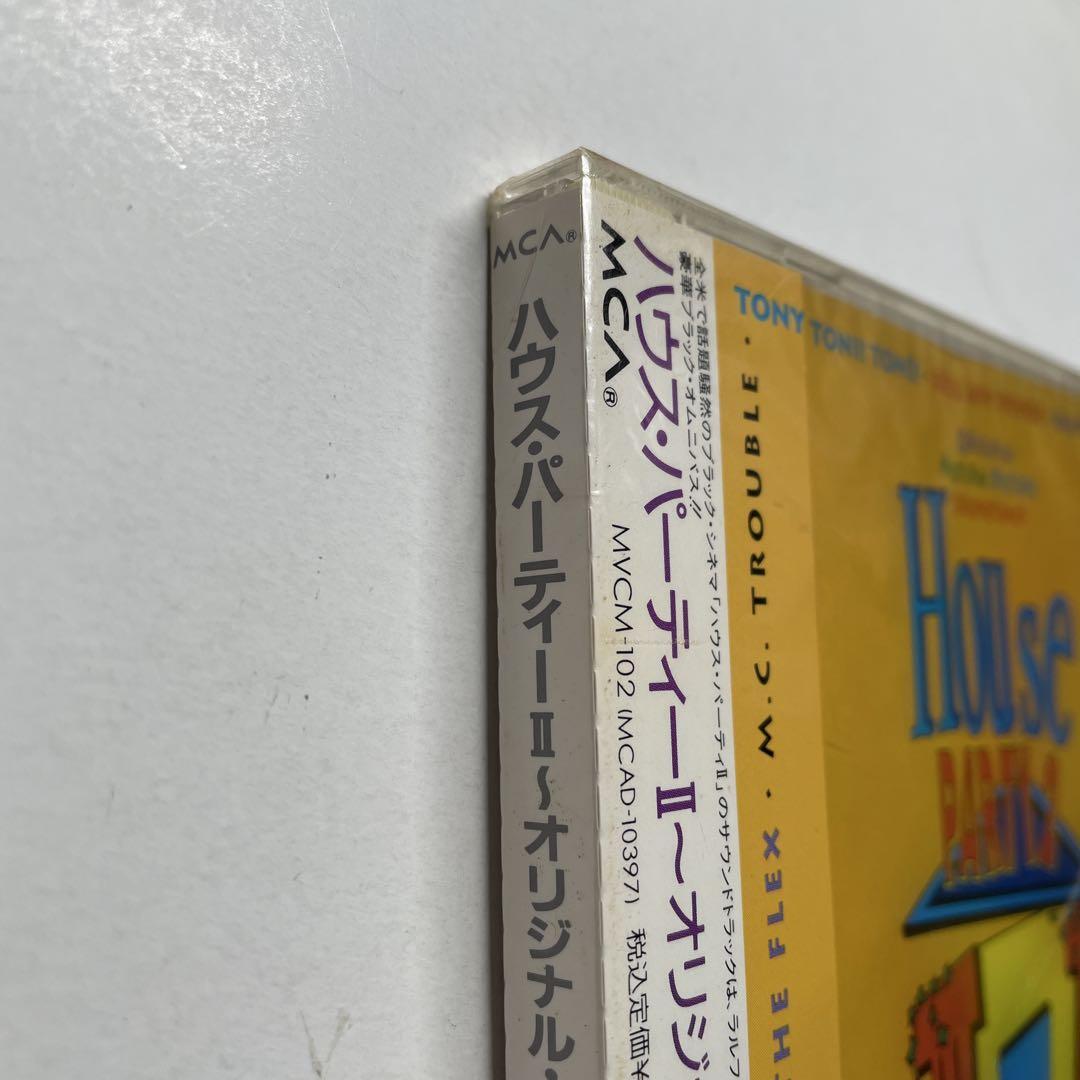 MCA®
ハウス・パーティーⅡ〜オリジナル・
MCA®
ハウス・パーティーⅡ〜オリジ
全米で話題騒然のブラック・シネマ「ハウス・パーティⅡ」のサウンドトラックは、ラルフ
豪華ブラック・オムニバス!!
MVCM-102 (MCAD-10397) 税込定価¥
THE FLEX · M.C. TROUBLE ·
TONY TONI! TONÉ
House
PARTY 2